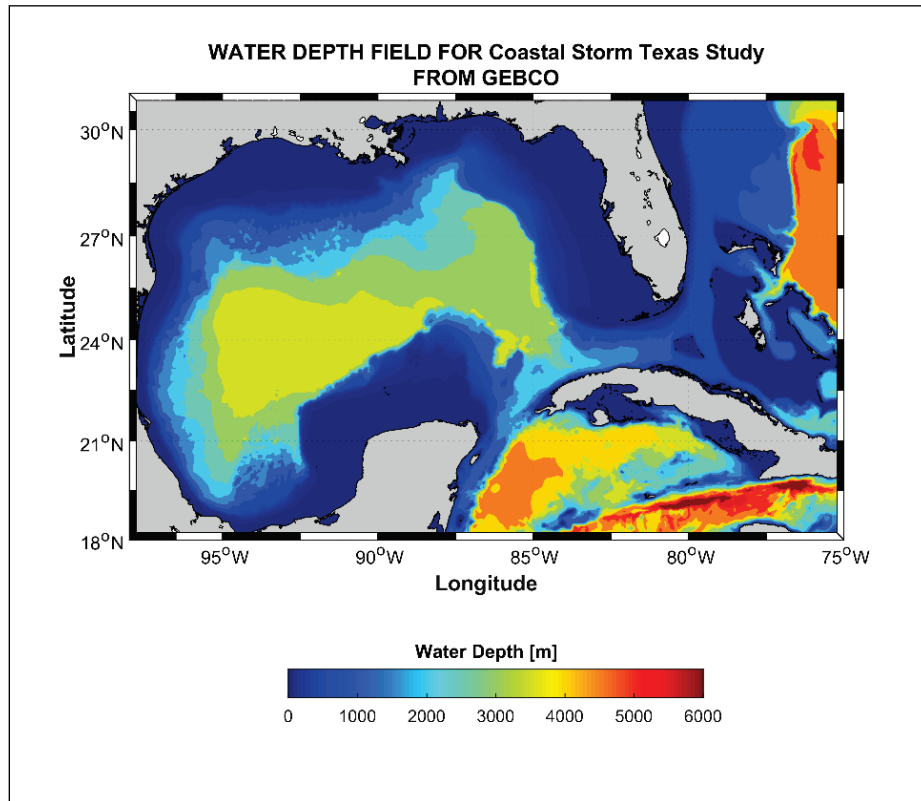 WATER DEPTH FIELD FOR Coastal Storm Texas Study
FROM GEBCO
30°N
27°N
24°N
21°N
18°N
Latitude
95°W 90°W 85°W 80°W 75°W
Longitude
Water Depth [m]
0 1000 2000 3000 4000 5000 6000